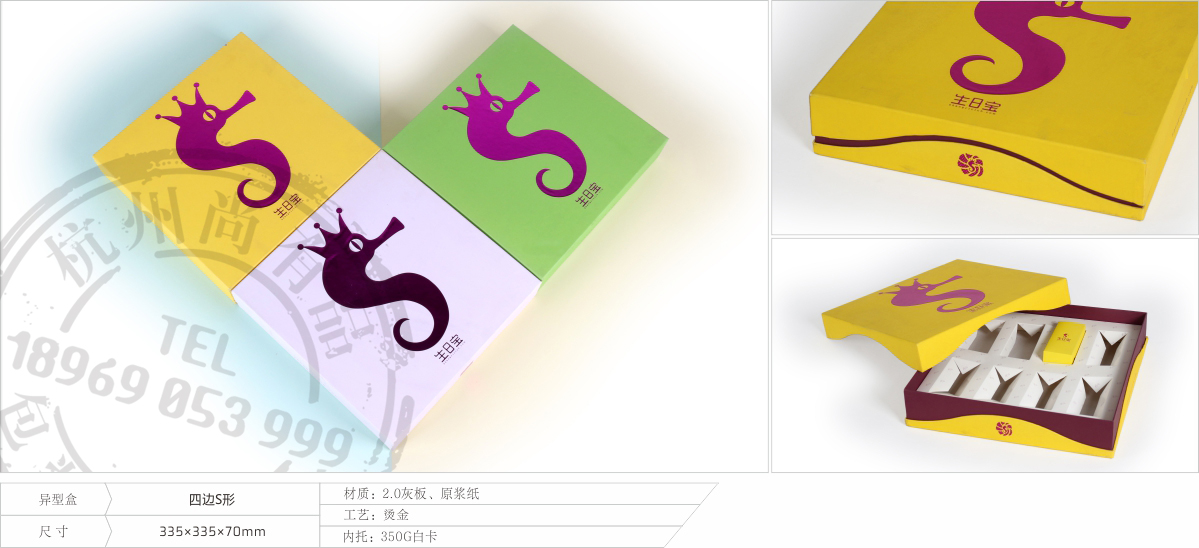 生日宝
生日宝
生日宝
生日宝
杭州尚
品
TEL
18969 053 999
异型盒
四边S形
尺寸
335×335×70mm
材质：2.0灰板、原浆纸
工艺：烫金
内托：350G白卡